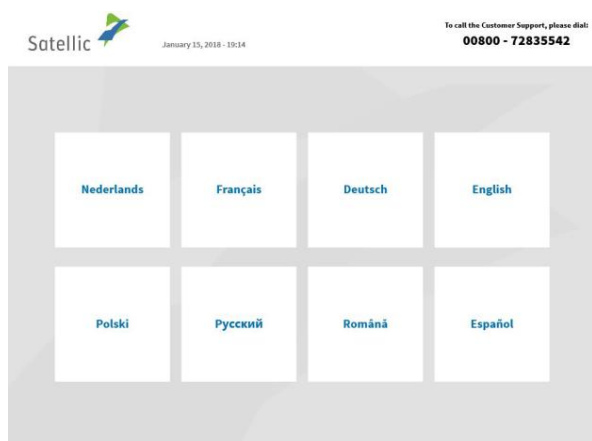 Satellic
January 15, 2018 - 19:14
To call the Customer Support, please dial:
00800 - 72835542
Nederlands
Français
Deutsch
English
Polski
Русский
Română
Español